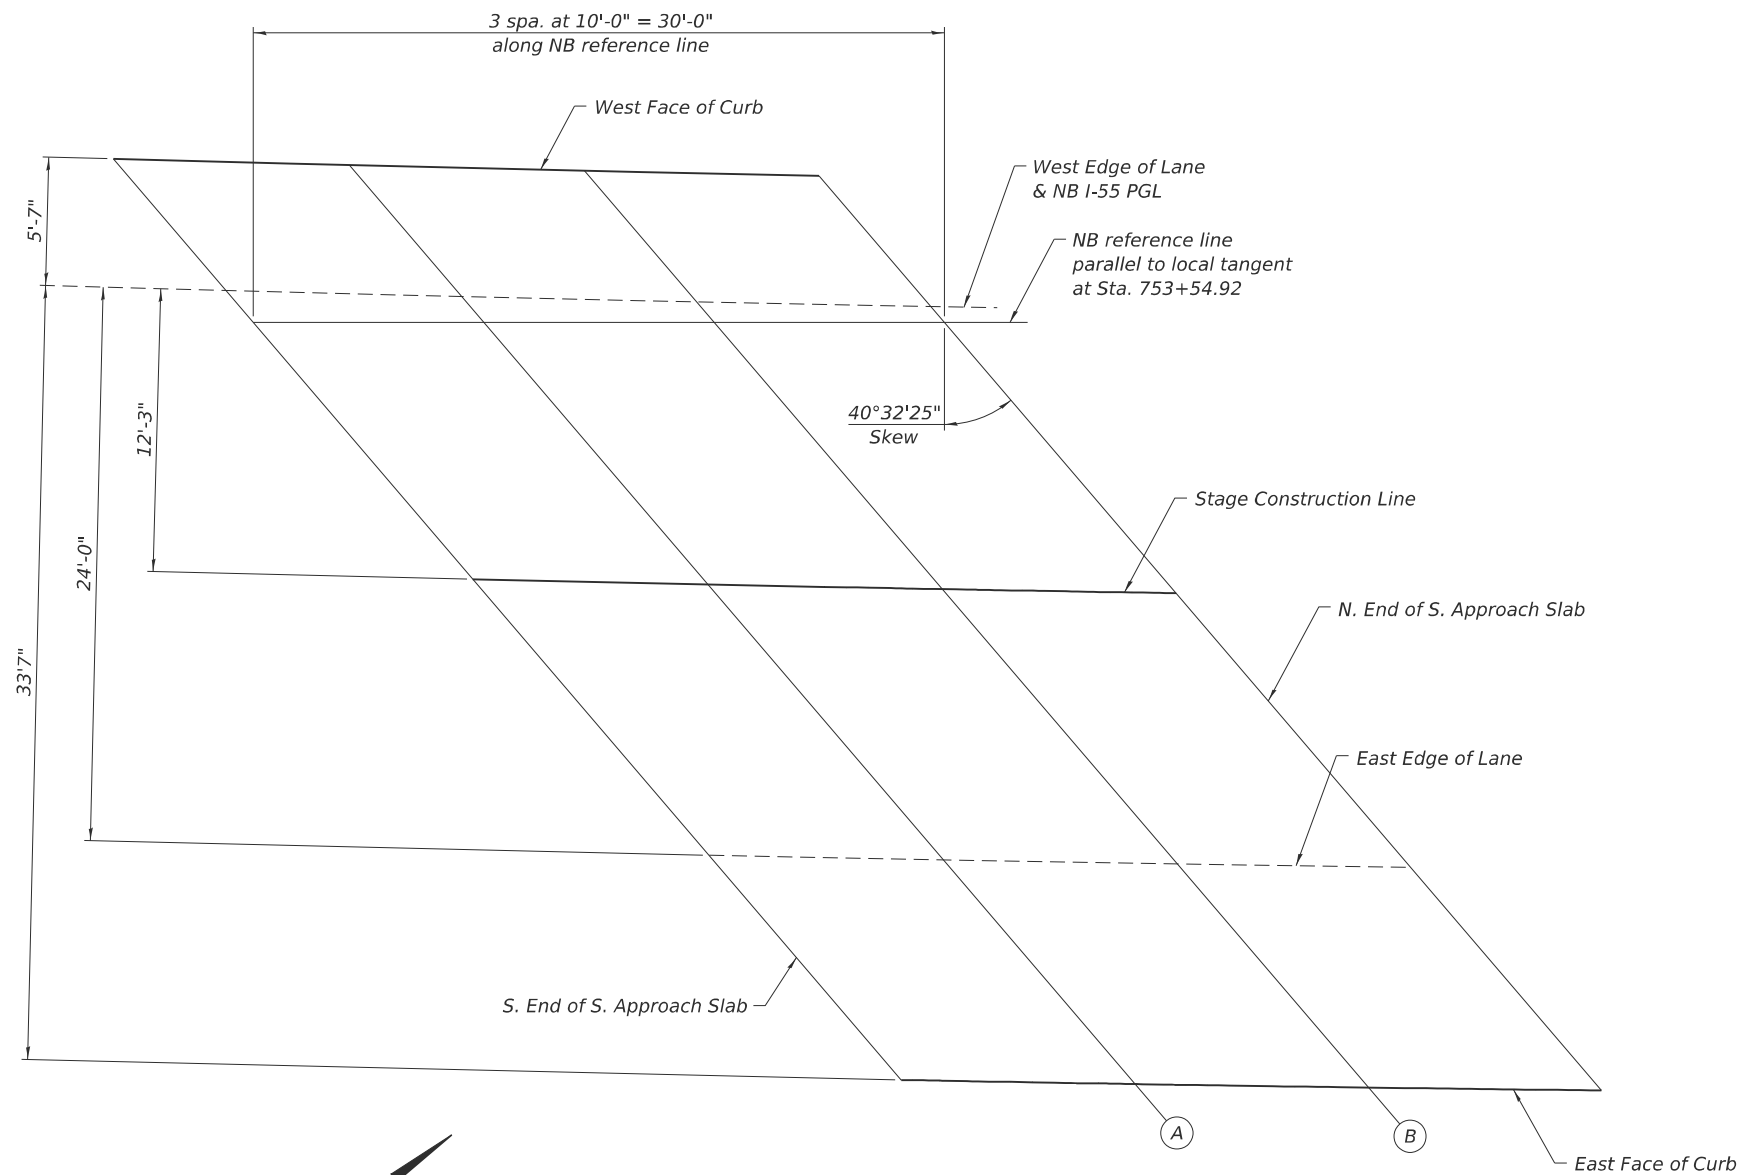 3 spa. at 10'-0" = 30'-0"
along NB reference line
West Face of Curb
West Edge of Lane
& NB I-55 PGL
5'-7"
NB reference line
parallel to local tangent
at Sta. 753+54.92
12'-3"
40°32'25"
Skew
Stage Construction Line
24'-0"
N. End of S. Approach Slab
33'7"
East Edge of Lane
S. End of S. Approach Slab
A
B
East Face of Curb